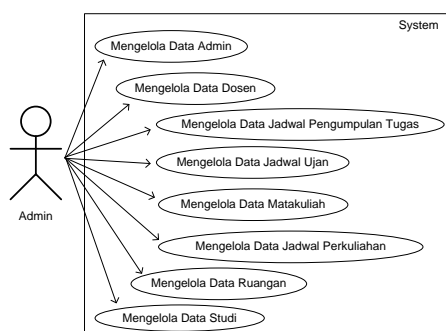 System
Mengelola Data Admin
Mengelola Data Dosen
Mengelola Data Jadwal Pengumpulan Tugas
Mengelola Data Jadwal Ujan
Mengelola Data Matakuliah
Mengelola Data Jadwal Perkuliahan
Mengelola Data Ruangan
Mengelola Data Studi
Admin